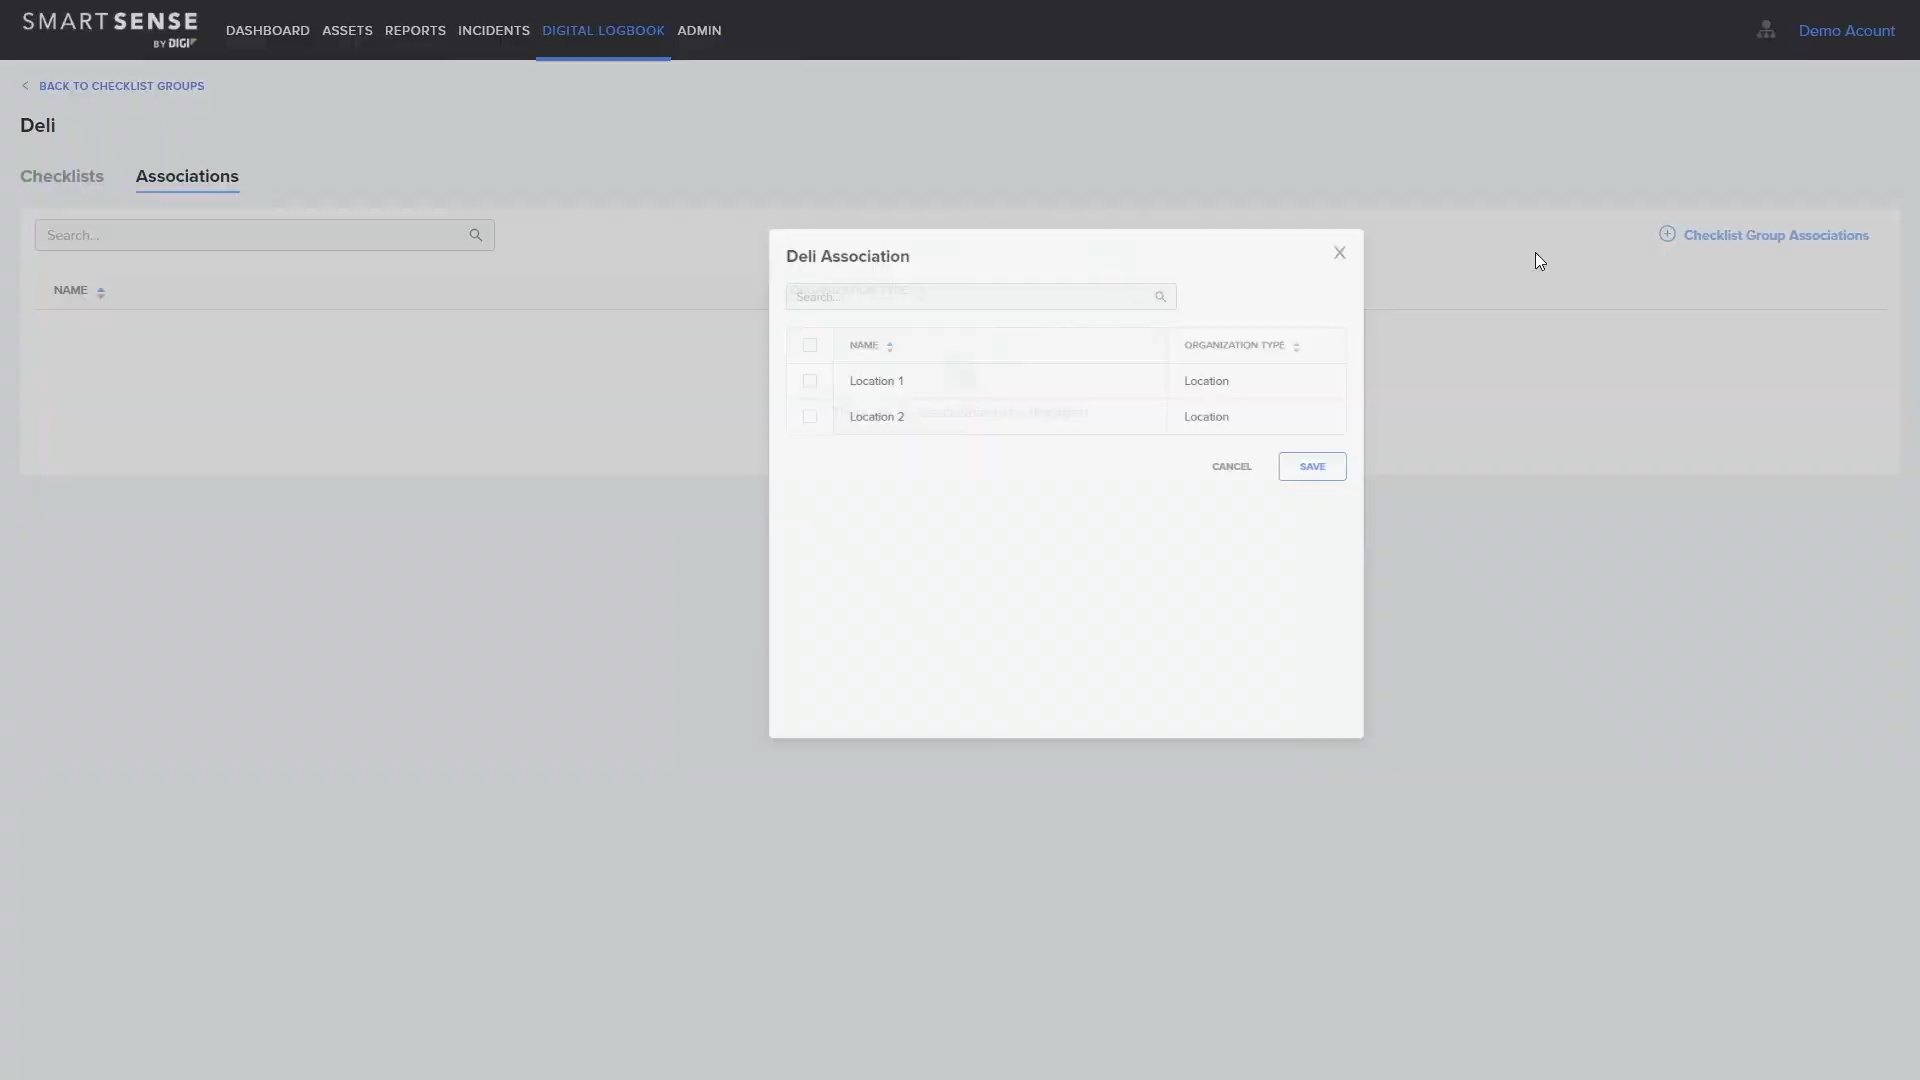 SMARTSENSE
BY DIGI
DASHBOARD ASSETS REPORTS INCIDENTS DIGITAL LOGBOOK ADMIN
Demo Acount
BACK TO CHECKLIST GROUPS
Deli
Checklists Associations
Search...
Checklist Group Associations
NAME
Deli Association
X
Search...
NAME ORGANIZATION TYPE
Location 1 Location
Location 2 Location
CANCEL SAVE